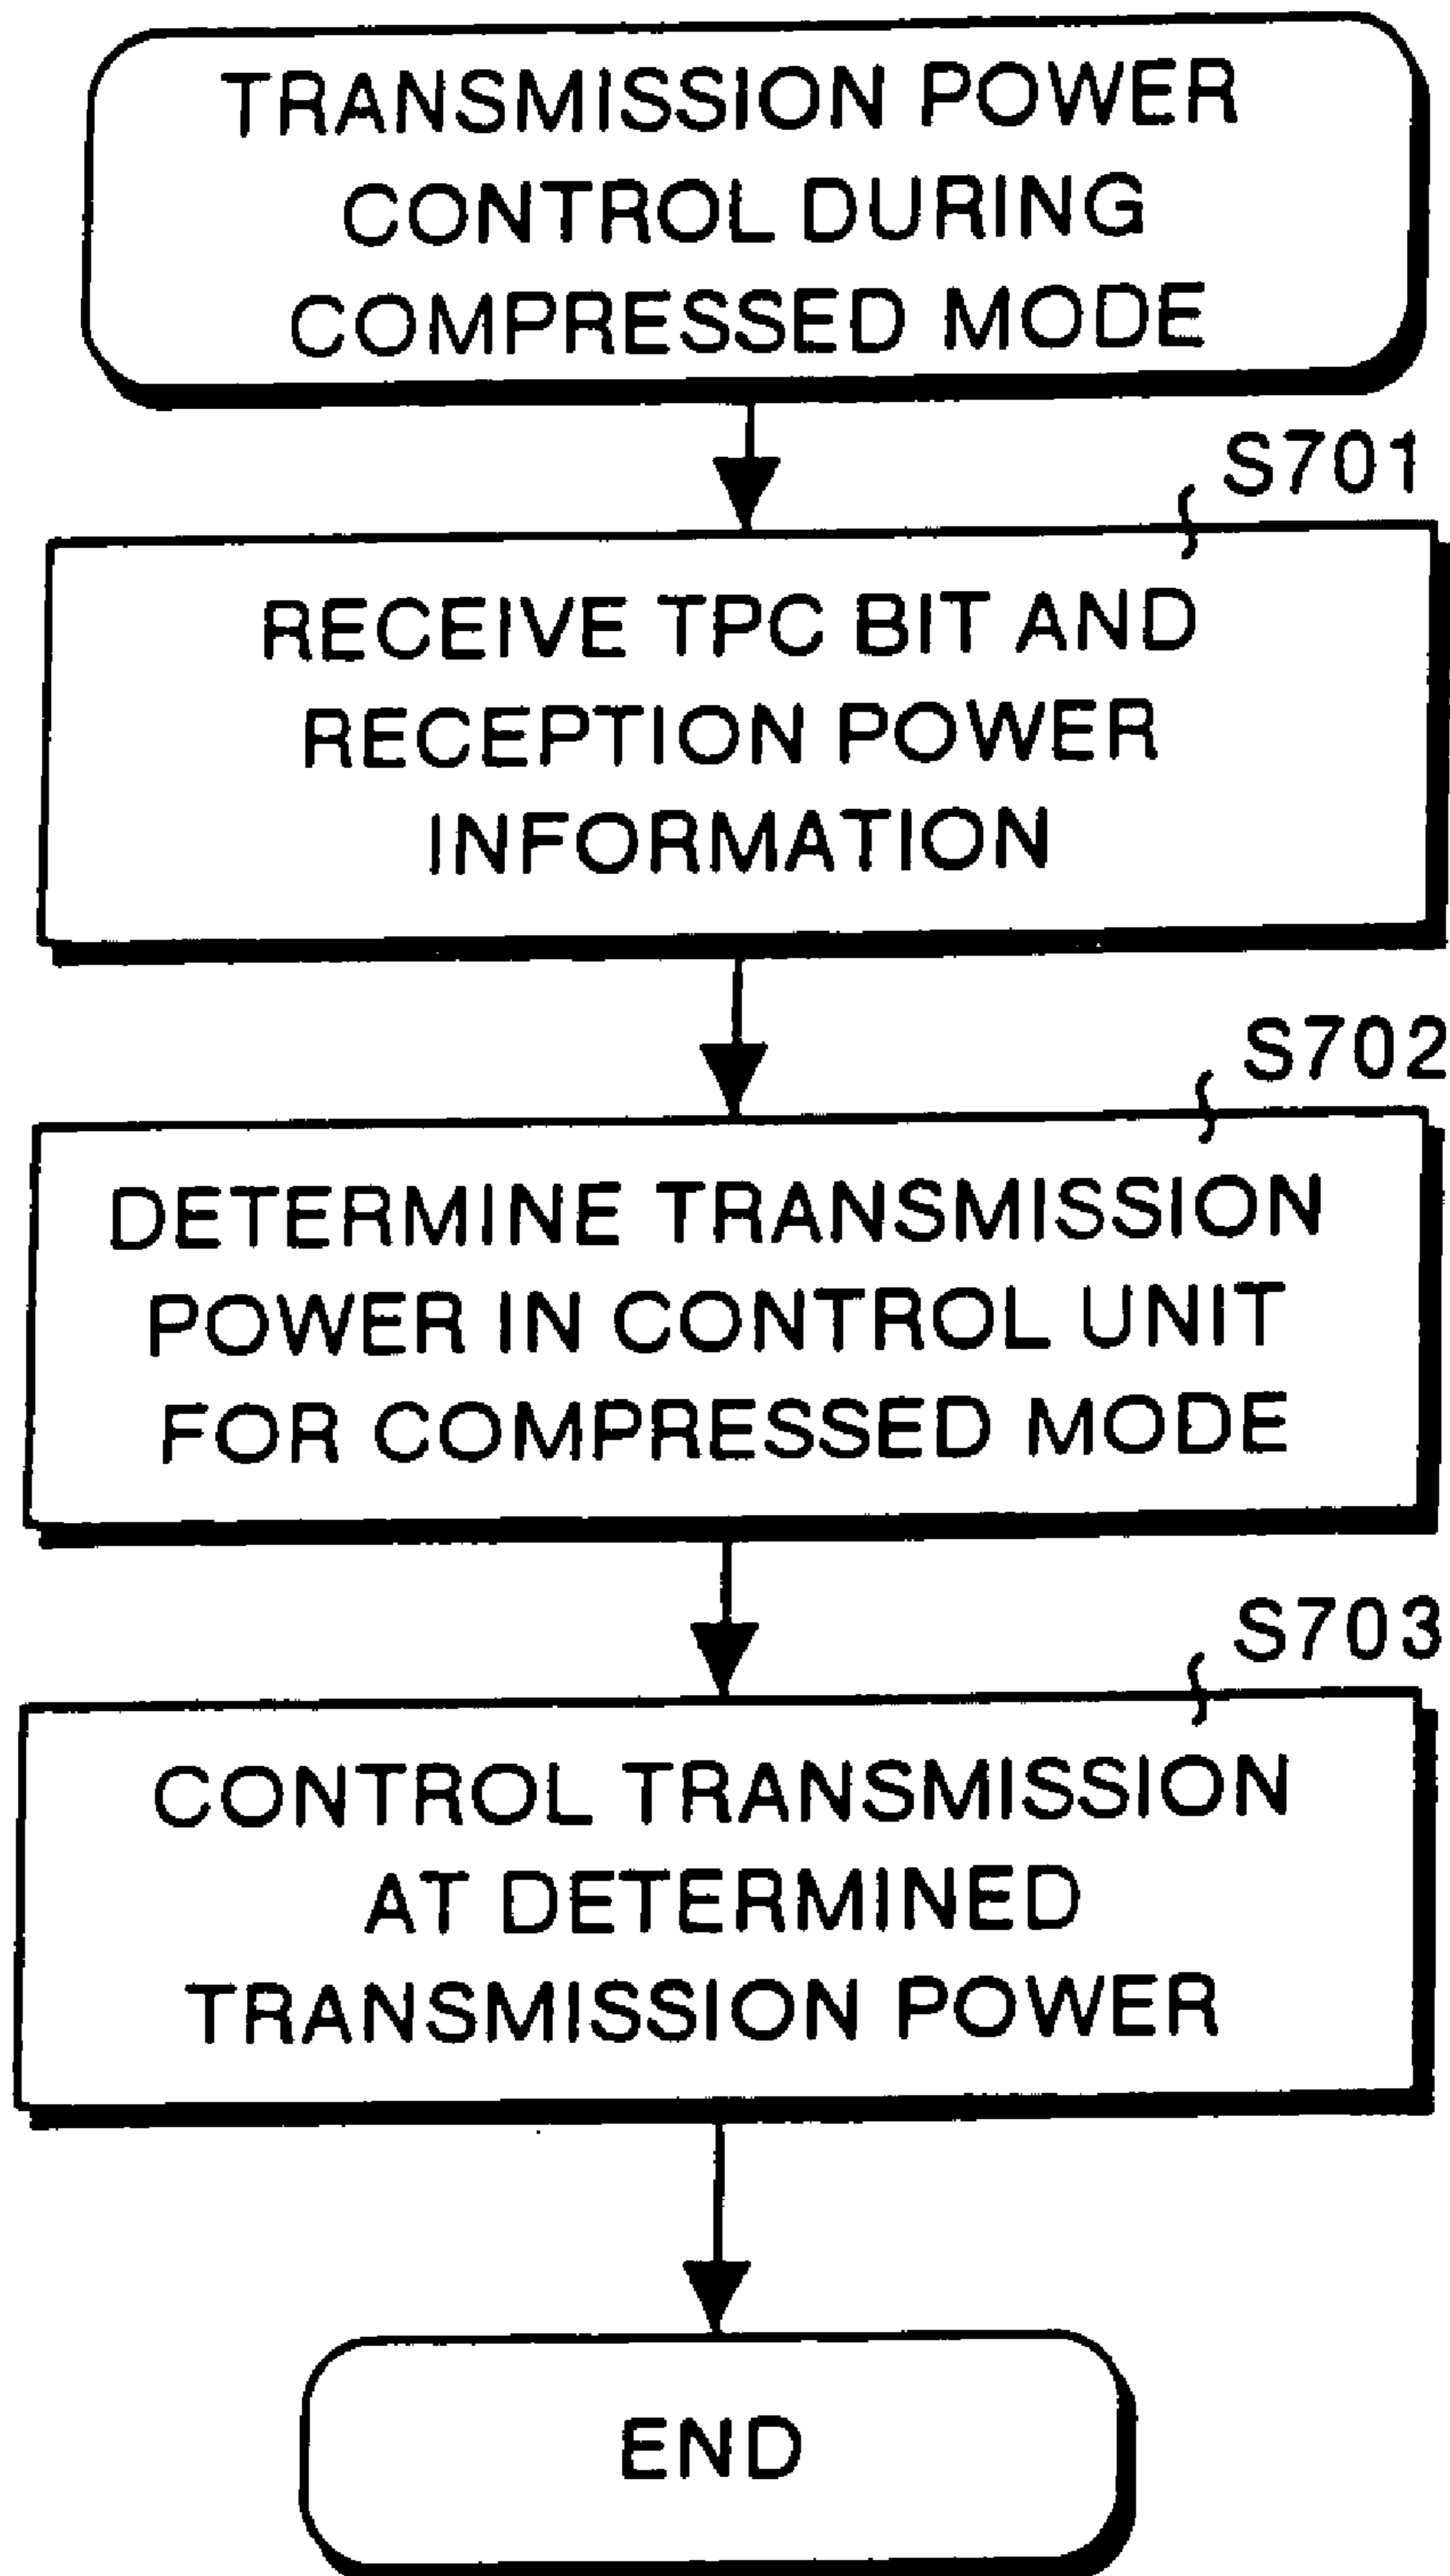 TRANSMISSION POWER
CONTROL DURING
COMPRESSED MODE
S701
RECEIVE TPC BIT AND
RECEPTION POWER
INFORMATION
S702
DETERMINE TRANSMISSION
POWER IN CONTROL UNIT
FOR COMPRESSED MODE
S703
CONTROL TRANSMISSION
AT DETERMINED
TRANSMISSION POWER
END